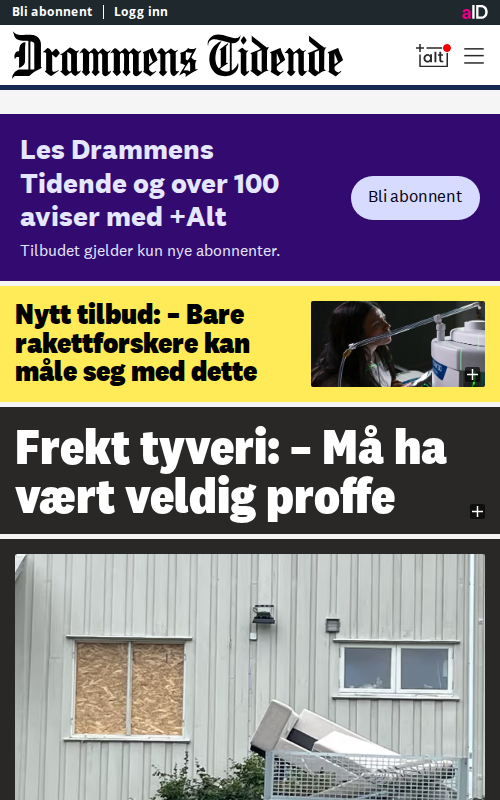 Bli abonnent | Logg inn
aID
Drammens Tidende
+alt
Les Drammens
Tidende og over 100
aviser med +Alt
Bli abonnent
Tilbudet gjelder kun nye abonnenter.
Nytt tilbud: – Bare
rakettforskere kan
måle seg med dette
Frekt tyveri: – Må ha
vært veldig proffe